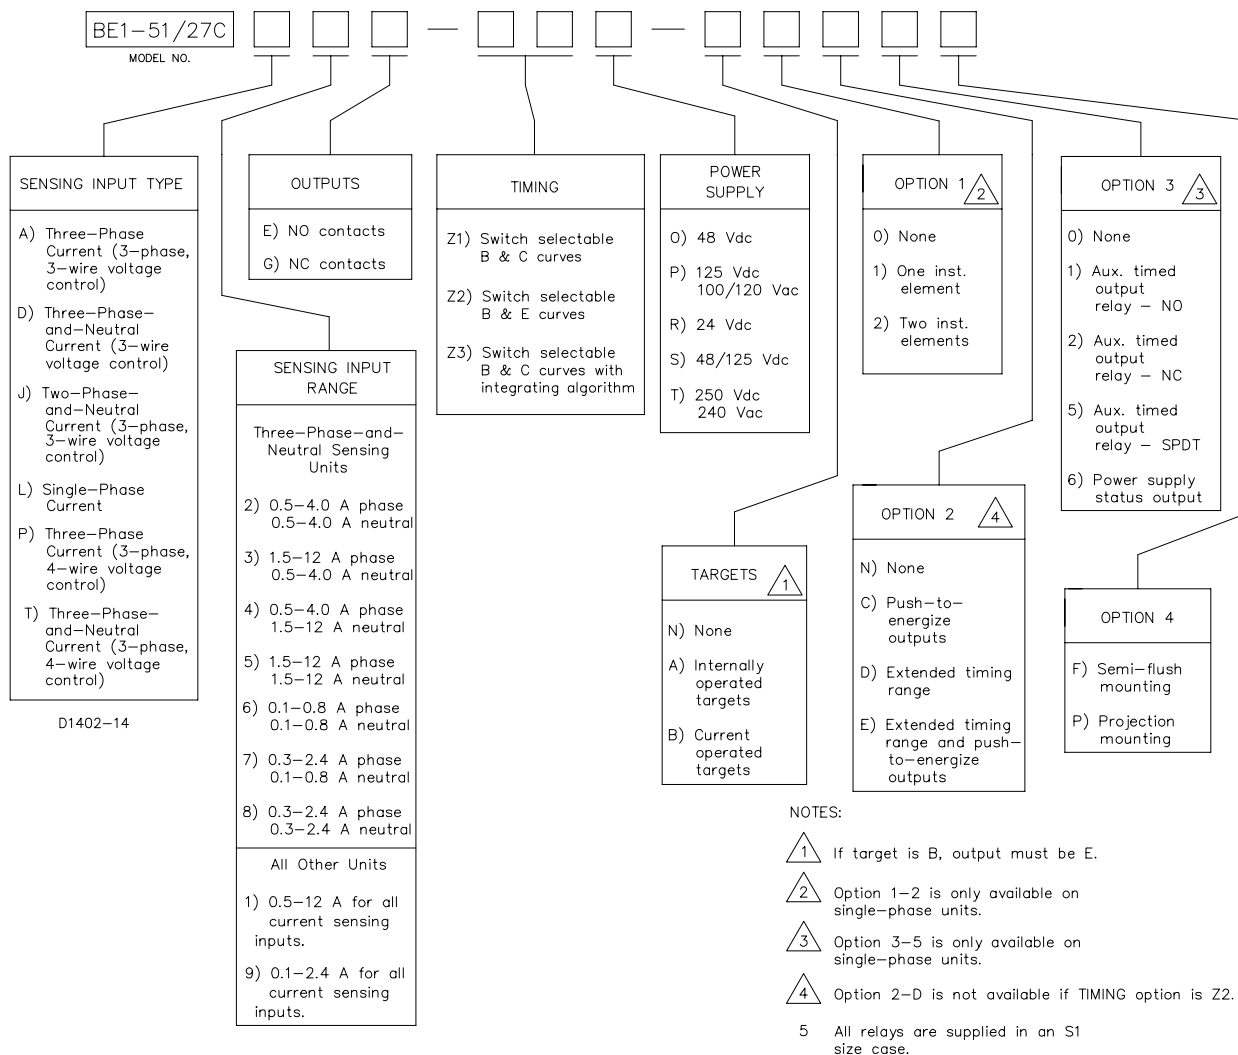 BE1-51/27C
MODEL NO.
SENSING INPUT TYPE
A) Three-Phase
Current (3-phase,
3-wire voltage
control)
D) Three-Phase-
and-Neutral
Current (3-wire
voltage control)
J) Two-Phase-
and-Neutral
Current (3-phase,
3-wire voltage
control)
L) Single-Phase
Current
P) Three-Phase
Current (3-phase,
4-wire voltage
control)
T) Three-Phase-
and-Neutral
Current (3-phase,
4-wire voltage
control)
D1402-14
OUTPUTS
E) NO contacts
G) NC contacts
SENSING INPUT
RANGE
Three-Phase-and-
Neutral Sensing
Units
2) 0.5-4.0 A phase
0.5-4.0 A neutral
3) 1.5-12 A phase
0.5-4.0 A neutral
4) 0.5-4.0 A phase
1.5-12 A neutral
5) 1.5-12 A phase
1.5-12 A neutral
6) 0.1-0.8 A phase
0.1-0.8 A neutral
7) 0.3-2.4 A phase
0.1-0.8 A neutral
8) 0.3-2.4 A phase
0.3-2.4 A neutral
All Other Units
1) 0.5-12 A for all
current sensing
inputs.
9) 0.1-2.4 A for all
current sensing
inputs.
TIMING
Z1) Switch selectable
B & C curves
Z2) Switch selectable
B & E curves
Z3) Switch selectable
B & C curves with
integrating algorithm
POWER
SUPPLY
O) 48 Vdc
P) 125 Vdc
100/120 Vac
R) 24 Vdc
S) 48/125 Vdc
T) 250 Vdc
240 Vac
TARGETS 1
N) None
A) Internally
operated
targets
B) Current
operated
targets
OPTION 1 2
0) None
1) One inst.
element
2) Two inst.
elements
OPTION 2 4
N) None
C) Push-to-
energize
outputs
D) Extended timing
range
E) Extended timing
range and push-
to-energize
outputs
OPTION 3 3
0) None
1) Aux. timed
output
relay - NO
2) Aux. timed
output
relay - NC
5) Aux. timed
output
relay - SPDT
6) Power supply
status output
OPTION 4
F) Semi-flush
mounting
P) Projection
mounting
NOTES:
1 If target is B, output must be E.
2 Option 1-2 is only available on
single-phase units.
3 Option 3-5 is only available on
single-phase units.
4 Option 2-D is not available if TIMING option is Z2.
5 All relays are supplied in an S1
size case.